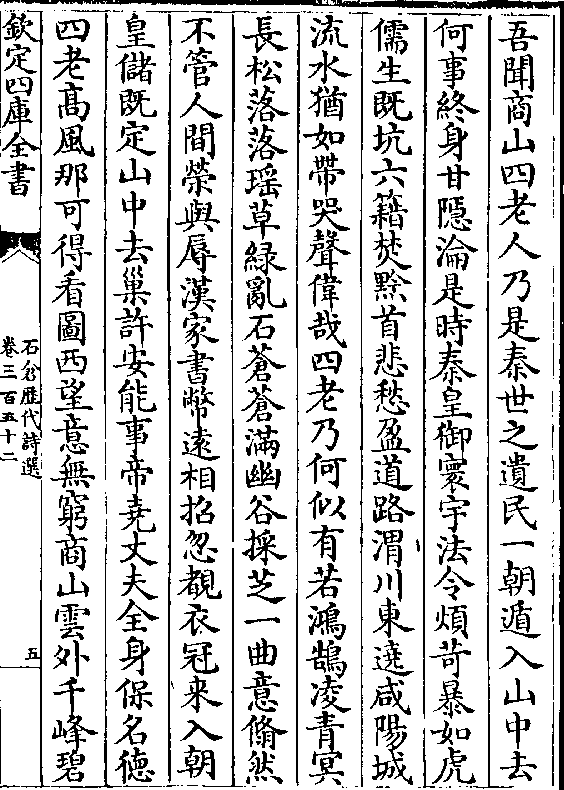 吾聞商山四老人乃是秦世之遺民一朝遁入山中去
何事終身甘隱淪是時秦皇御寰宇法令煩苛暴如虎
儒生既坑六籍焚黔首悲愁盈道路渭川東遶咸陽城
流水猶如帶哭聲偉哉四老乃何似有若鴻鵠凌青冥
長松落落瑶草緑亂石蒼蒼滿幽谷採芝一曲意翛然
不管人間榮與辱漢家書幣逺相招忽覩衣冠來入朝
皇儲既定山中去巢許安能事帝堯丈夫全身保名德
四老髙風那可得看圖西望意無窮商山雲外千峰碧
欽定四庫全書
石倉歷代詩選
卷三百五十二
五